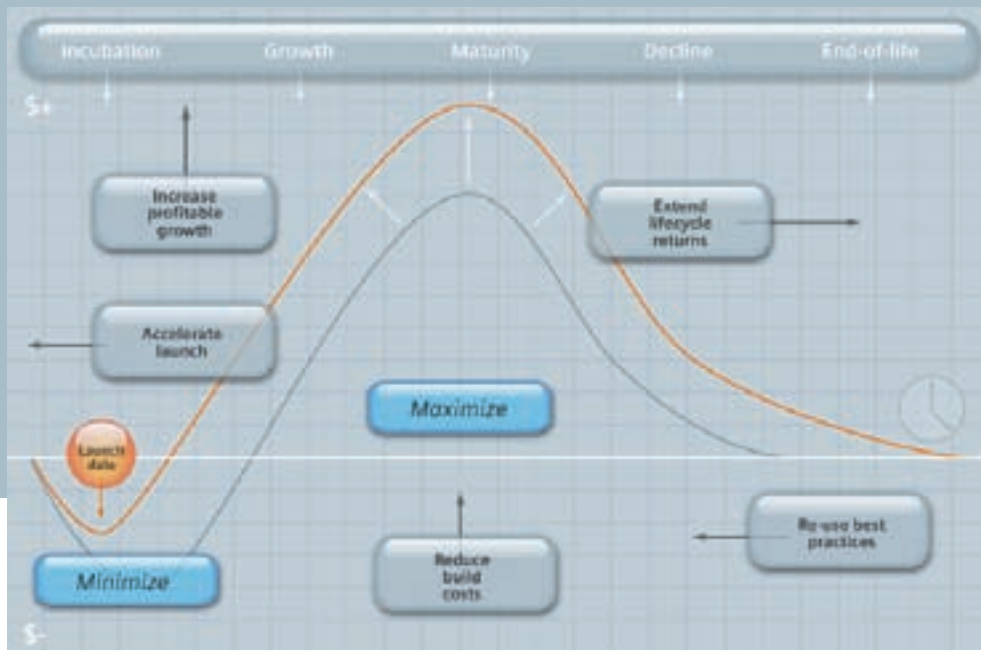 Incubation Growth Maturity Decline End-of-life
$+
Increase
profitable
growth
Extend
lifecycle
returns
Accelerate
launch
Maximize
Launch
date
Minimize
Reduce
build
costs
Re-use best
practices
$-